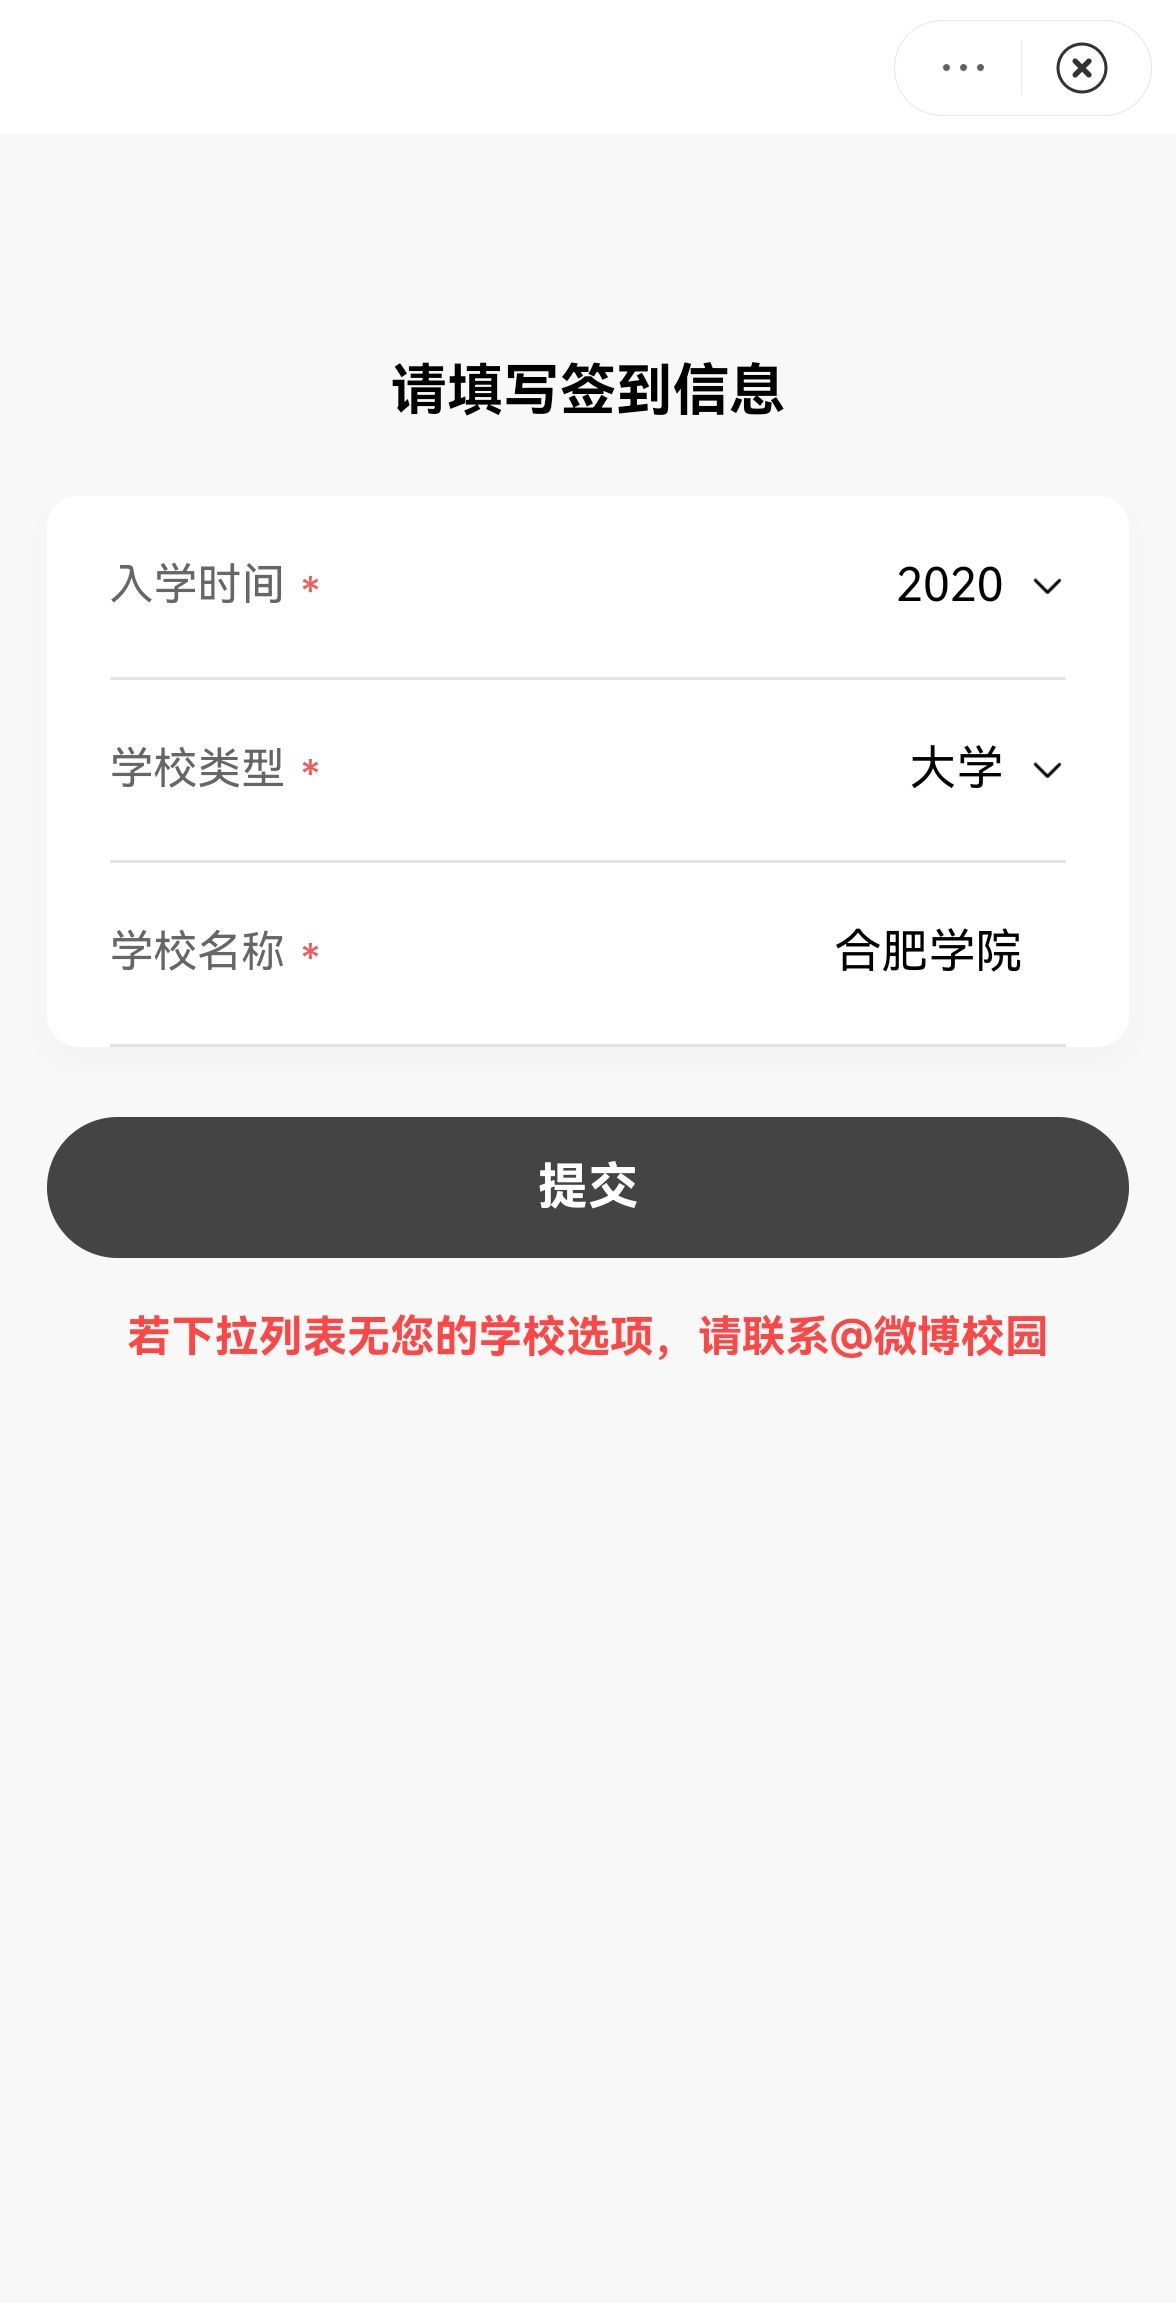 请填写签到信息
入学时间 * 2020
学校类型 * 大学
学校名称 * 合肥学院
提交
若下拉列表无您的学校选项，请联系@微博校园